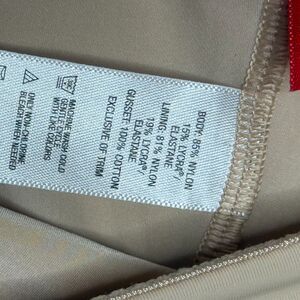 BODY: 85% NYLON
15% LYCRA®/
ELASTANE
LINING: 81% NYLON
19% LYCRA®/
ELASTANE
GUSSET: 100% COTTON
EXCLUSIVE OF TRIM
MACHINE WASH COLD
GENTLE CYCLE
WITH LIKE COLORS
ONLY NON-CHLORINE
BLEACH WHEN NEEDED